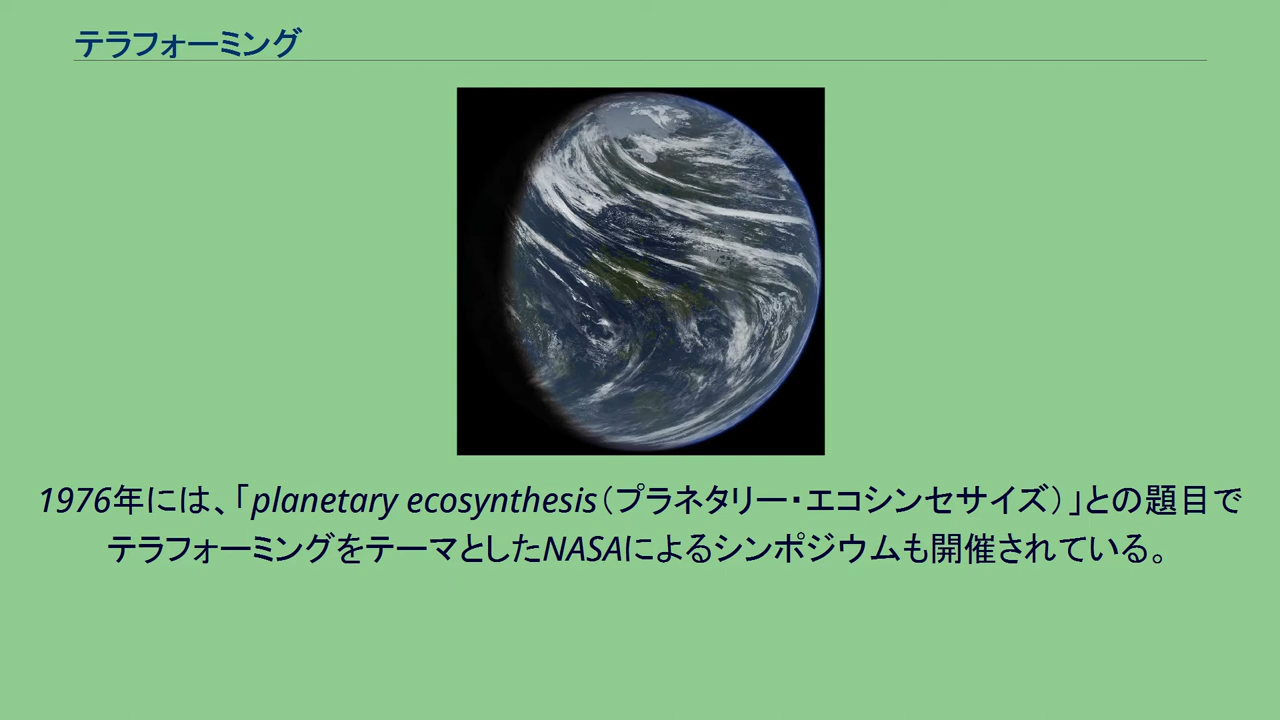 テラフォーミング
1976年には、「planetary ecosynthesis（プラネタリー・エコシンセサイズ）」との題目で
テラフォーミングをテーマとしたNASAによるシンポジウムも開催されている。